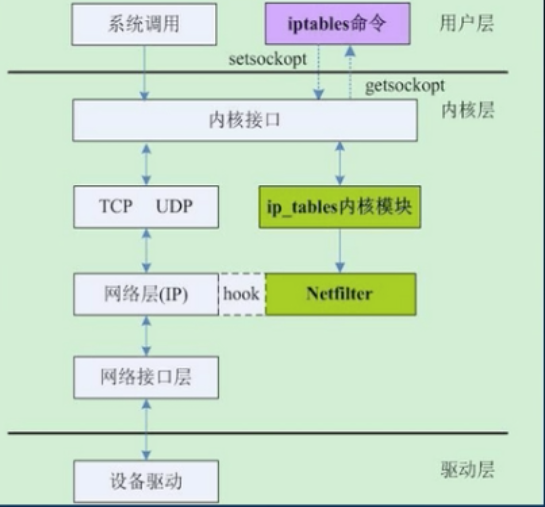 系统调用
iptables命令
用户层
setsockopt
getsockopt
内核接口
内核层
TCP UDP
ip_tables内核模块
网络层(IP)
hook
Netfilter
网络接口层
设备驱动
驱动层